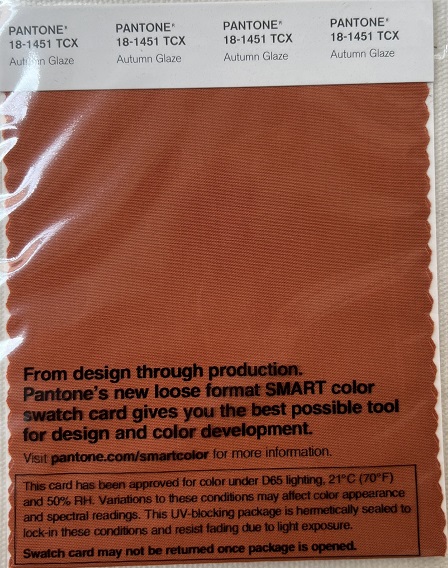 PANTONE® PANTONE® PANTONE® PANTONE®
18-1451 TCX 18-1451 TCX 18-1451 TCX 18-1451 TCX
Autumn Glaze Autumn Glaze Autumn Glaze Autumn Glaze
From design through production.
Pantone's new loose format SMART color
swatch card gives you the best possible tool
for design and color development.
Visit pantone.com/smartcolor for more information.
This card has been approved for color under D65 lighting, 21°C (70°F)
and 50% RH. Variations to these conditions may affect color appearance
and spectral readings. This UV-blocking package is hermetically sealed to
lock-in these conditions and resist fading due to light exposure.
Swatch card may not be returned once package is opened.